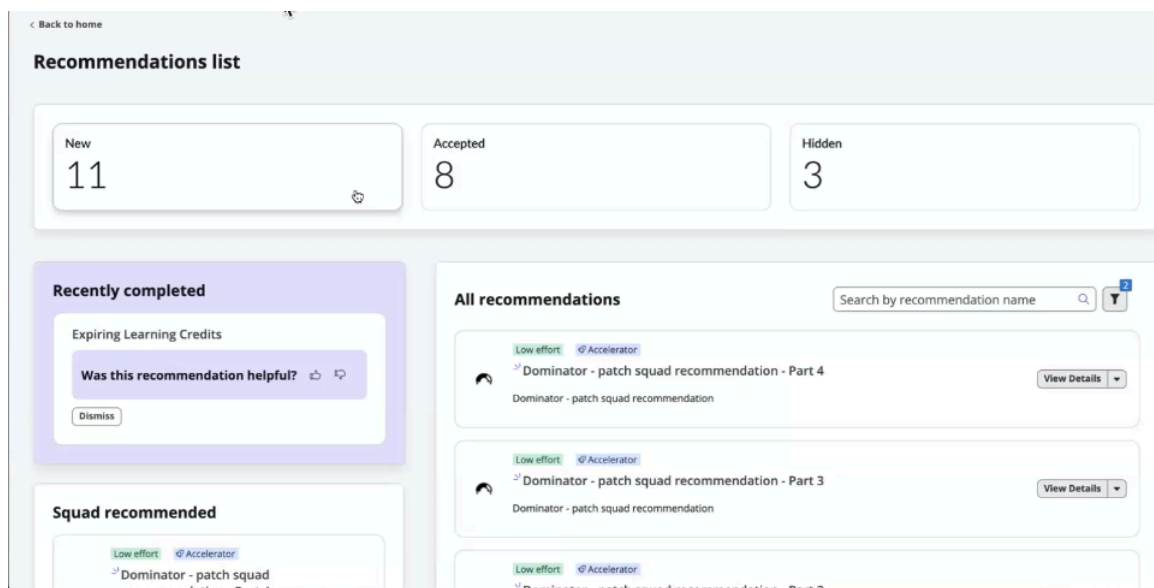 Back to home
Recommendations list
New
11
Accepted
8
Hidden
3
Recently completed
Expiring Learning Credits
Was this recommendation helpful?
Dismiss
Squad recommended
Low effort Accelerator
Dominator - patch squad
All recommendations
Search by recommendation name
2
Low effort Accelerator
Dominator - patch squad recommendation - Part 4
Dominator - patch squad recommendation
View Details
Low effort Accelerator
Dominator - patch squad recommendation - Part 3
Dominator - patch squad recommendation
View Details
Low effort Accelerator